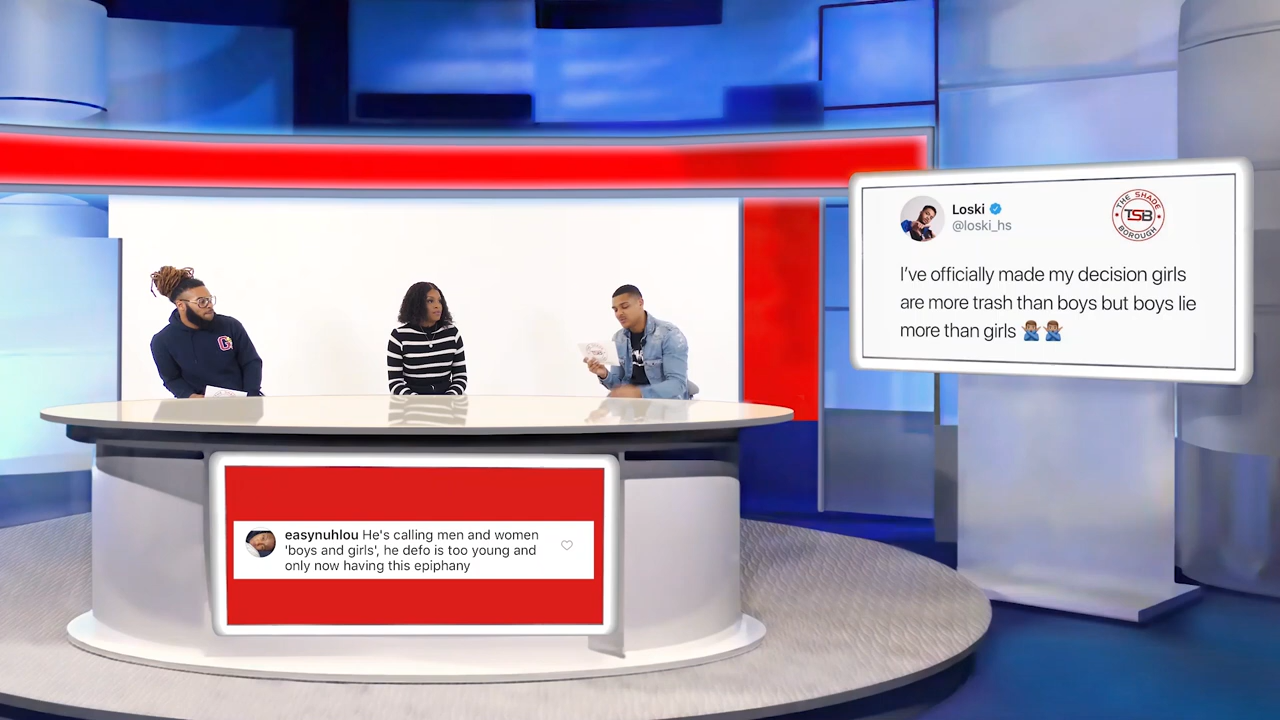 Loski
@loski_hs
THE SHADE
TSB
BOROUGH
I've officially made my decision girls
are more trash than boys but boys lie
more than girls 🙅🏽‍♂️🙅🏽‍♂️
G
easynuhlou He's calling men and women
'boys and girls', he defo is too young and
only now having this epiphany